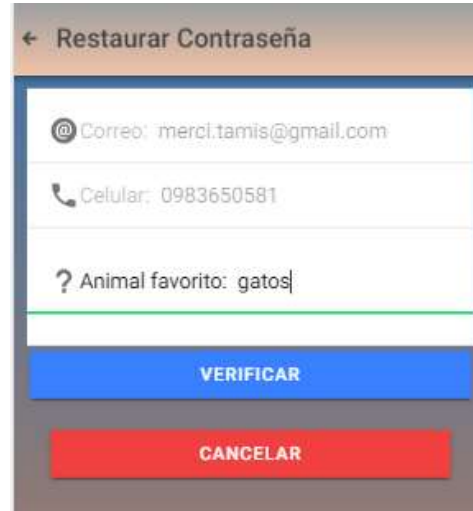 ← Restaurar Contraseña
@ Correo: merci.tamis@gmail.com
Celular: 0983650581
? Animal favorito: gatos
VERIFICAR
CANCELAR